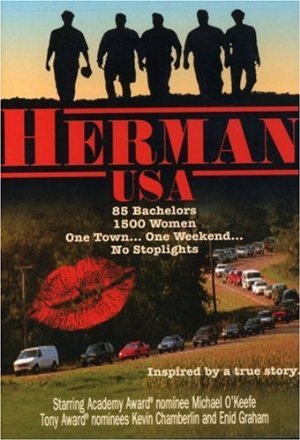 HERMAN
USA
85 Bachelors
1500 Women
One Town... One Weekend...
No Stoplights
Inspired by a true story.
Starring Academy Award® nominee Michael O'Keefe
Tony Award® nominees Kevin Chamberlin and Enid Graham